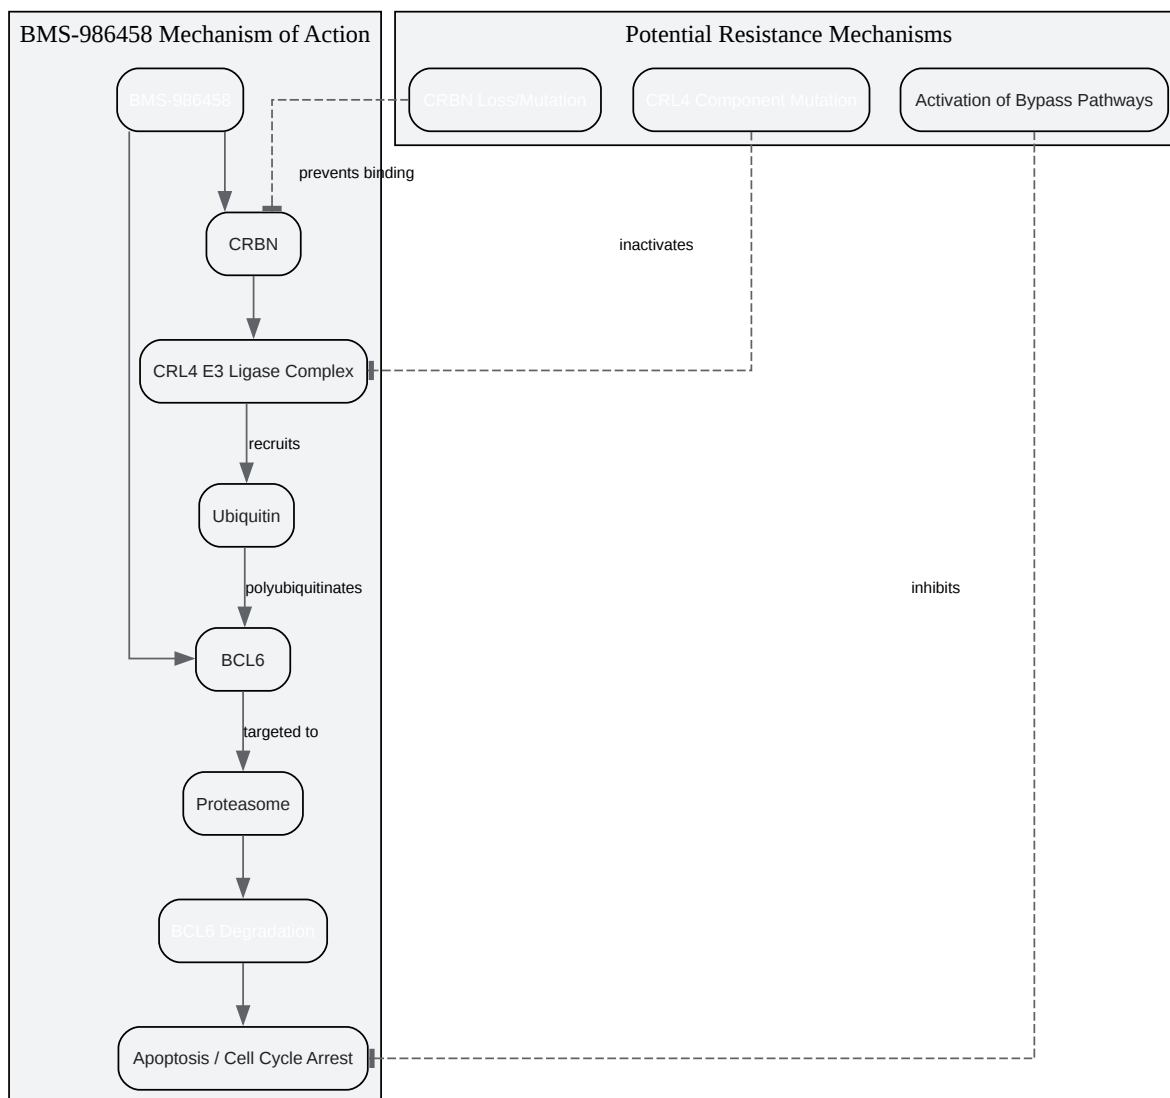 BMS-986458 Mechanism of Action
Potential Resistance Mechanisms
BMS-986458
CRBN Loss/Mutation
CRL4 Component Mutation
Activation of Bypass Pathways
prevents binding
CRBN
inactivates
CRL4 E3 Ligase Complex
recruits
Ubiquitin
polyubiquitinates
inhibits
BCL6
targeted to
Proteasome
BCL6 Degradation
Apoptosis / Cell Cycle Arrest